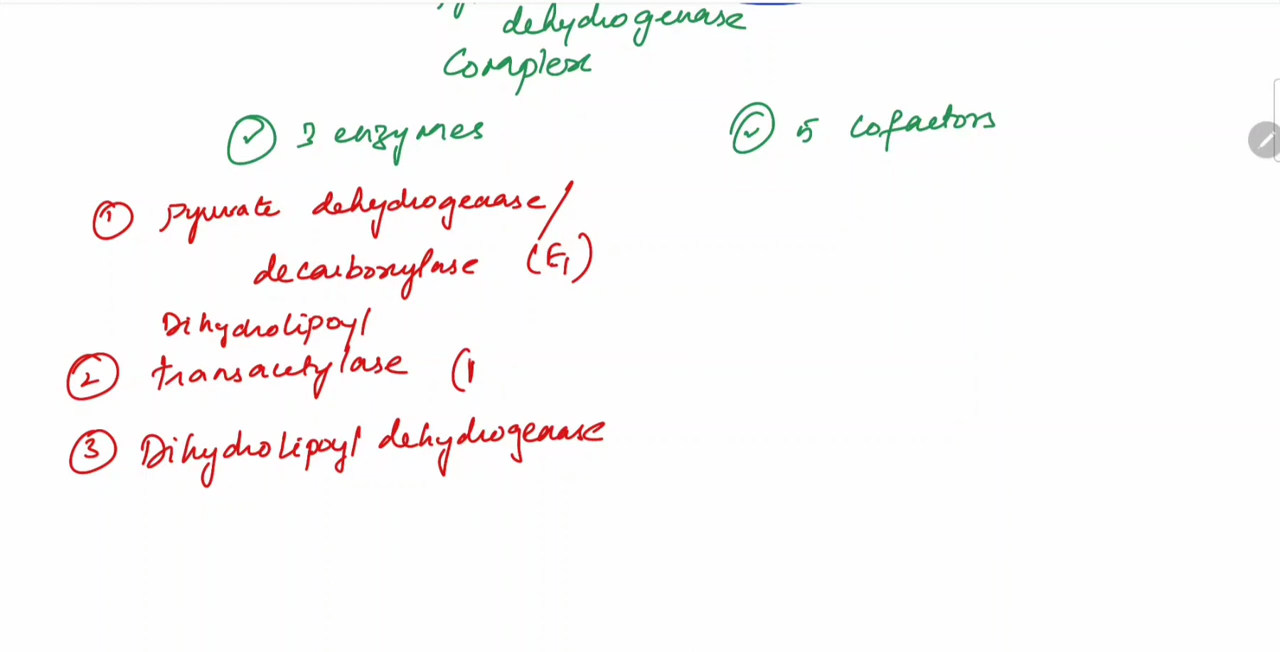 dehydrogenase
Complex
3 enzymes
5 cofactors
① pyruvate dehydrogenase/
decarboxylase (E1)
Dihydrolipoyl
② transacetylase (
③ Dihydrolipoyl dehydrogenase